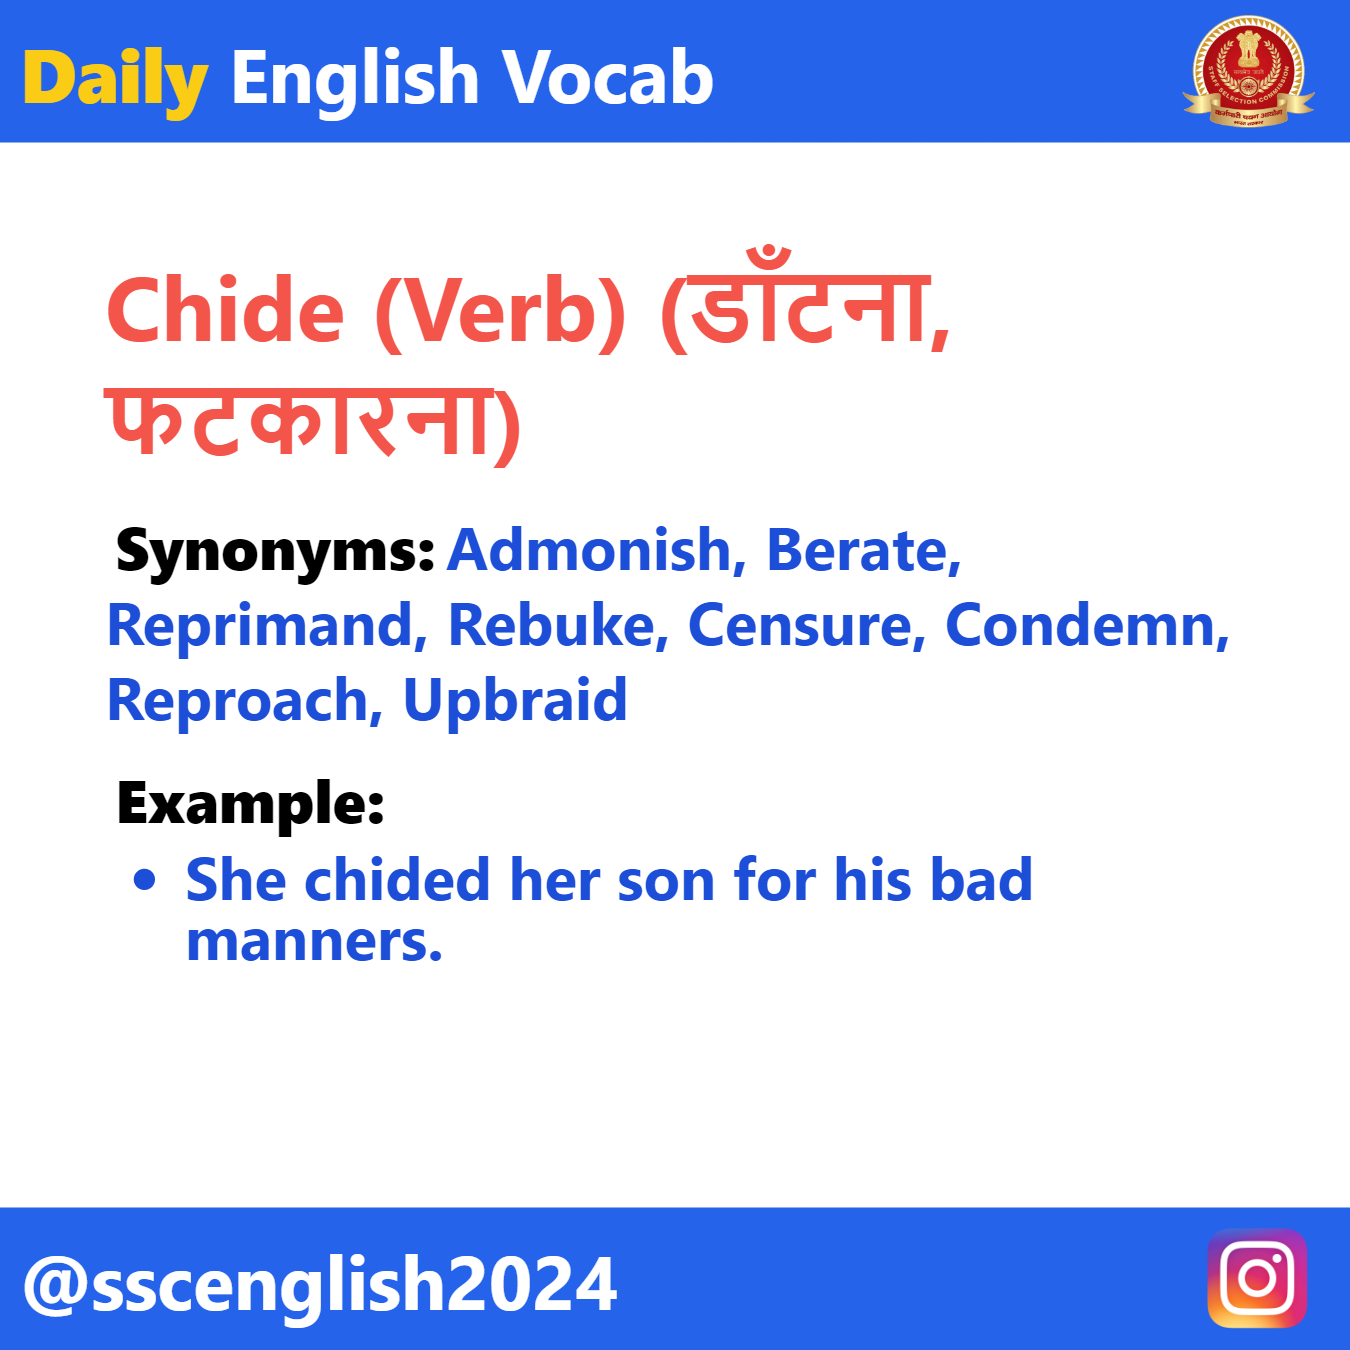 Daily English Vocab
STAFF SELECTION COMMISSION
Chide (Verb) (डाँटना,
फटकारना)
Synonyms: Admonish, Berate,
Reprimand, Rebuke, Censure, Condemn,
Reproach, Upbraid
Example:
• She chided her son for his bad
manners.
@sscenglish2024